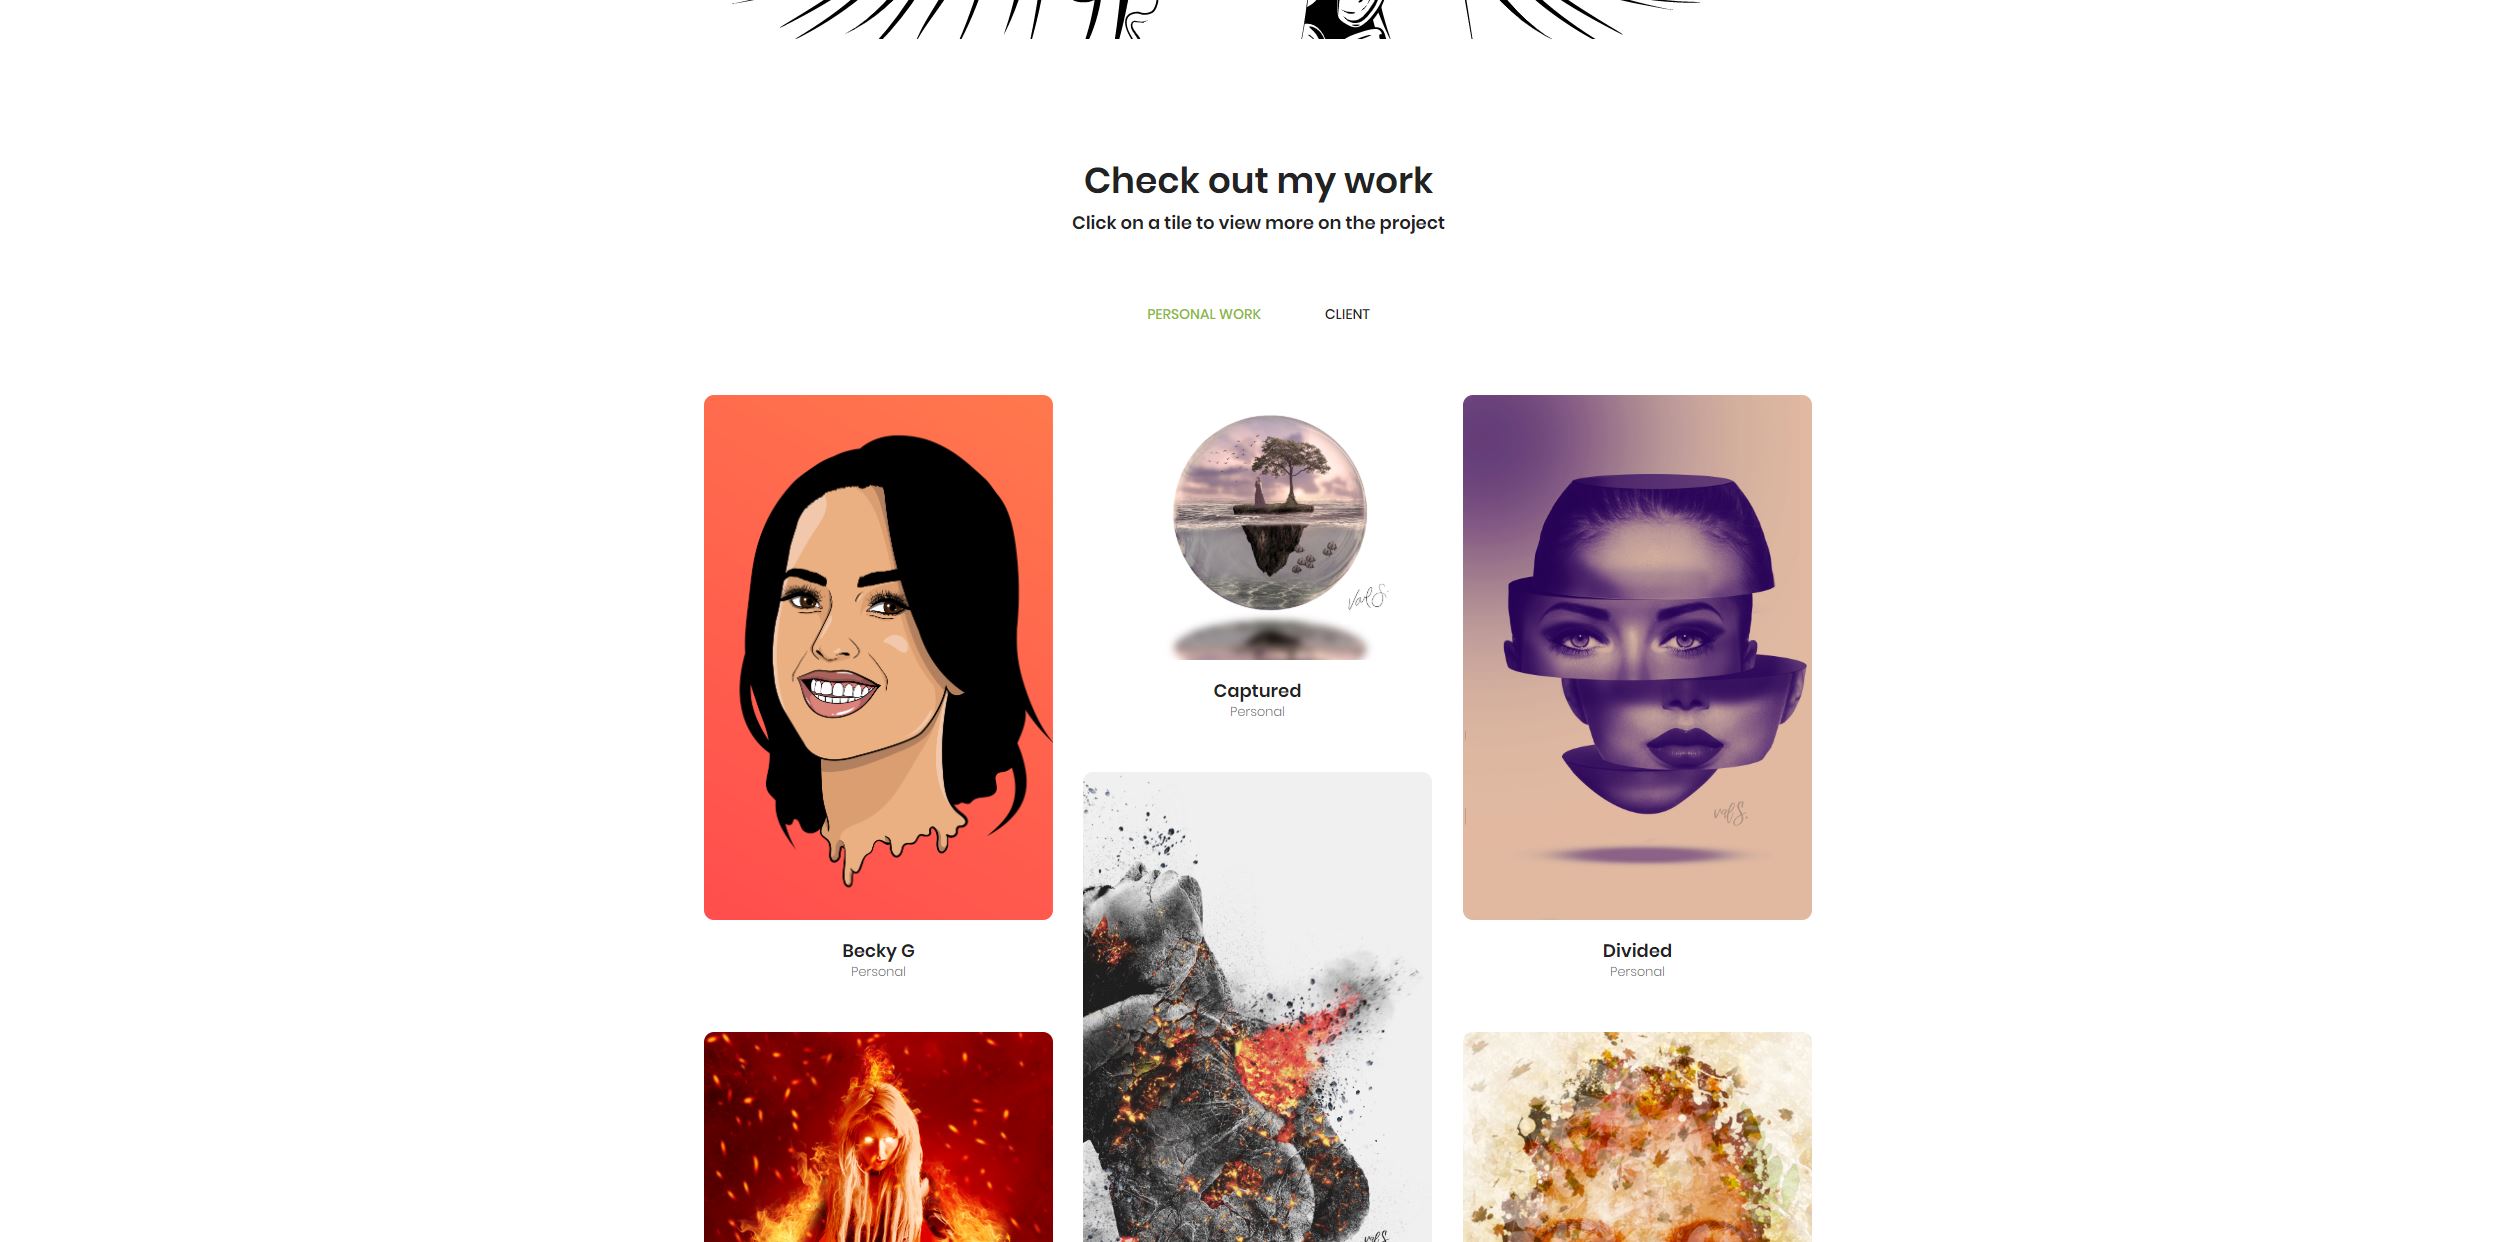 Check out my work
Click on a tile to view more on the project
PERSONAL WORK
CLIENT
Val S.
Captured
Personal
val S.
Becky G
Personal
Divided
Personal
val S.